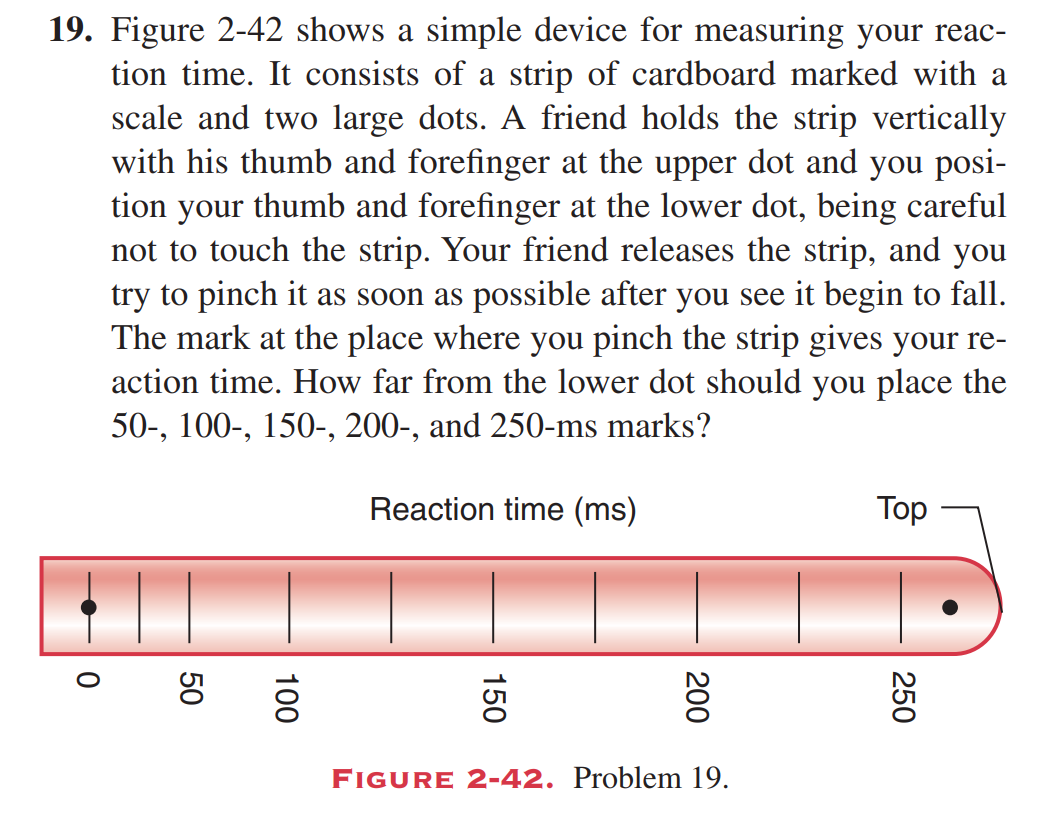 19. Figure 2-42 shows a simple device for measuring your reac-
tion time. It consists of a strip of cardboard marked with a
scale and two large dots. A friend holds the strip vertically
with his thumb and forefinger at the upper dot and you posi-
tion your thumb and forefinger at the lower dot, being careful
not to touch the strip. Your friend releases the strip, and you
try to pinch it as soon as possible after you see it begin to fall.
The mark at the place where you pinch the strip gives your re-
action time. How far from the lower dot should you place the
50-, 100-, 150-, 200-, and 250-ms marks?
Reaction time (ms)
Top
0
50
100
150
200
250
FIGURE 2-42. Problem 19.